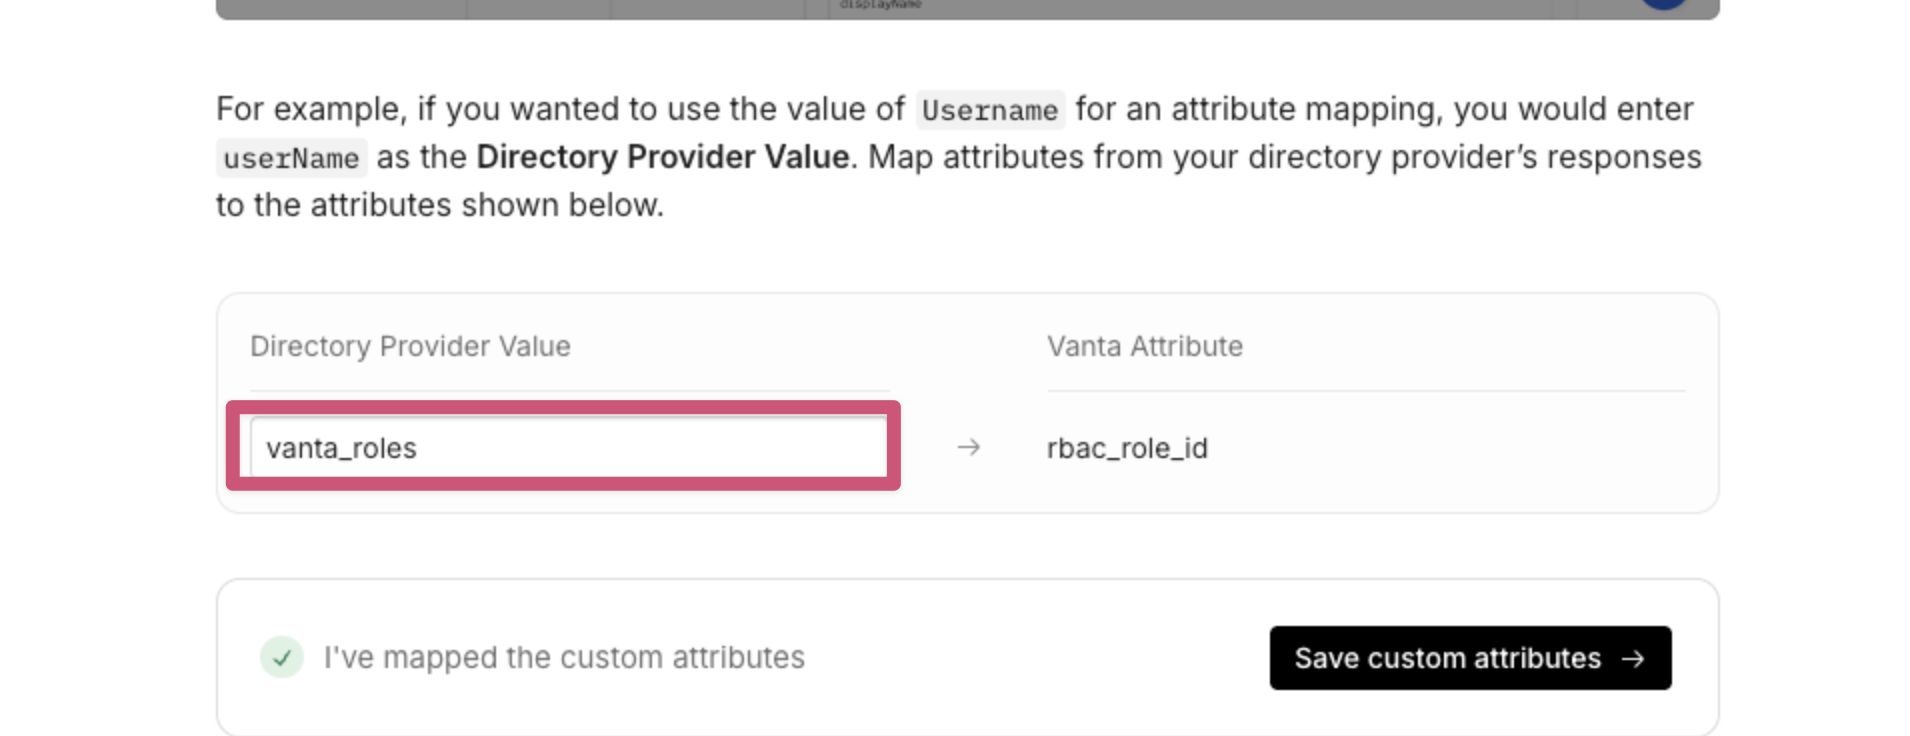 displayName
For example, if you wanted to use the value of Username for an attribute mapping, you would enter
userName as the Directory Provider Value. Map attributes from your directory provider’s responses
to the attributes shown below.
Directory Provider Value
Vanta Attribute
vanta_roles
→
rbac_role_id
I've mapped the custom attributes
Save custom attributes →